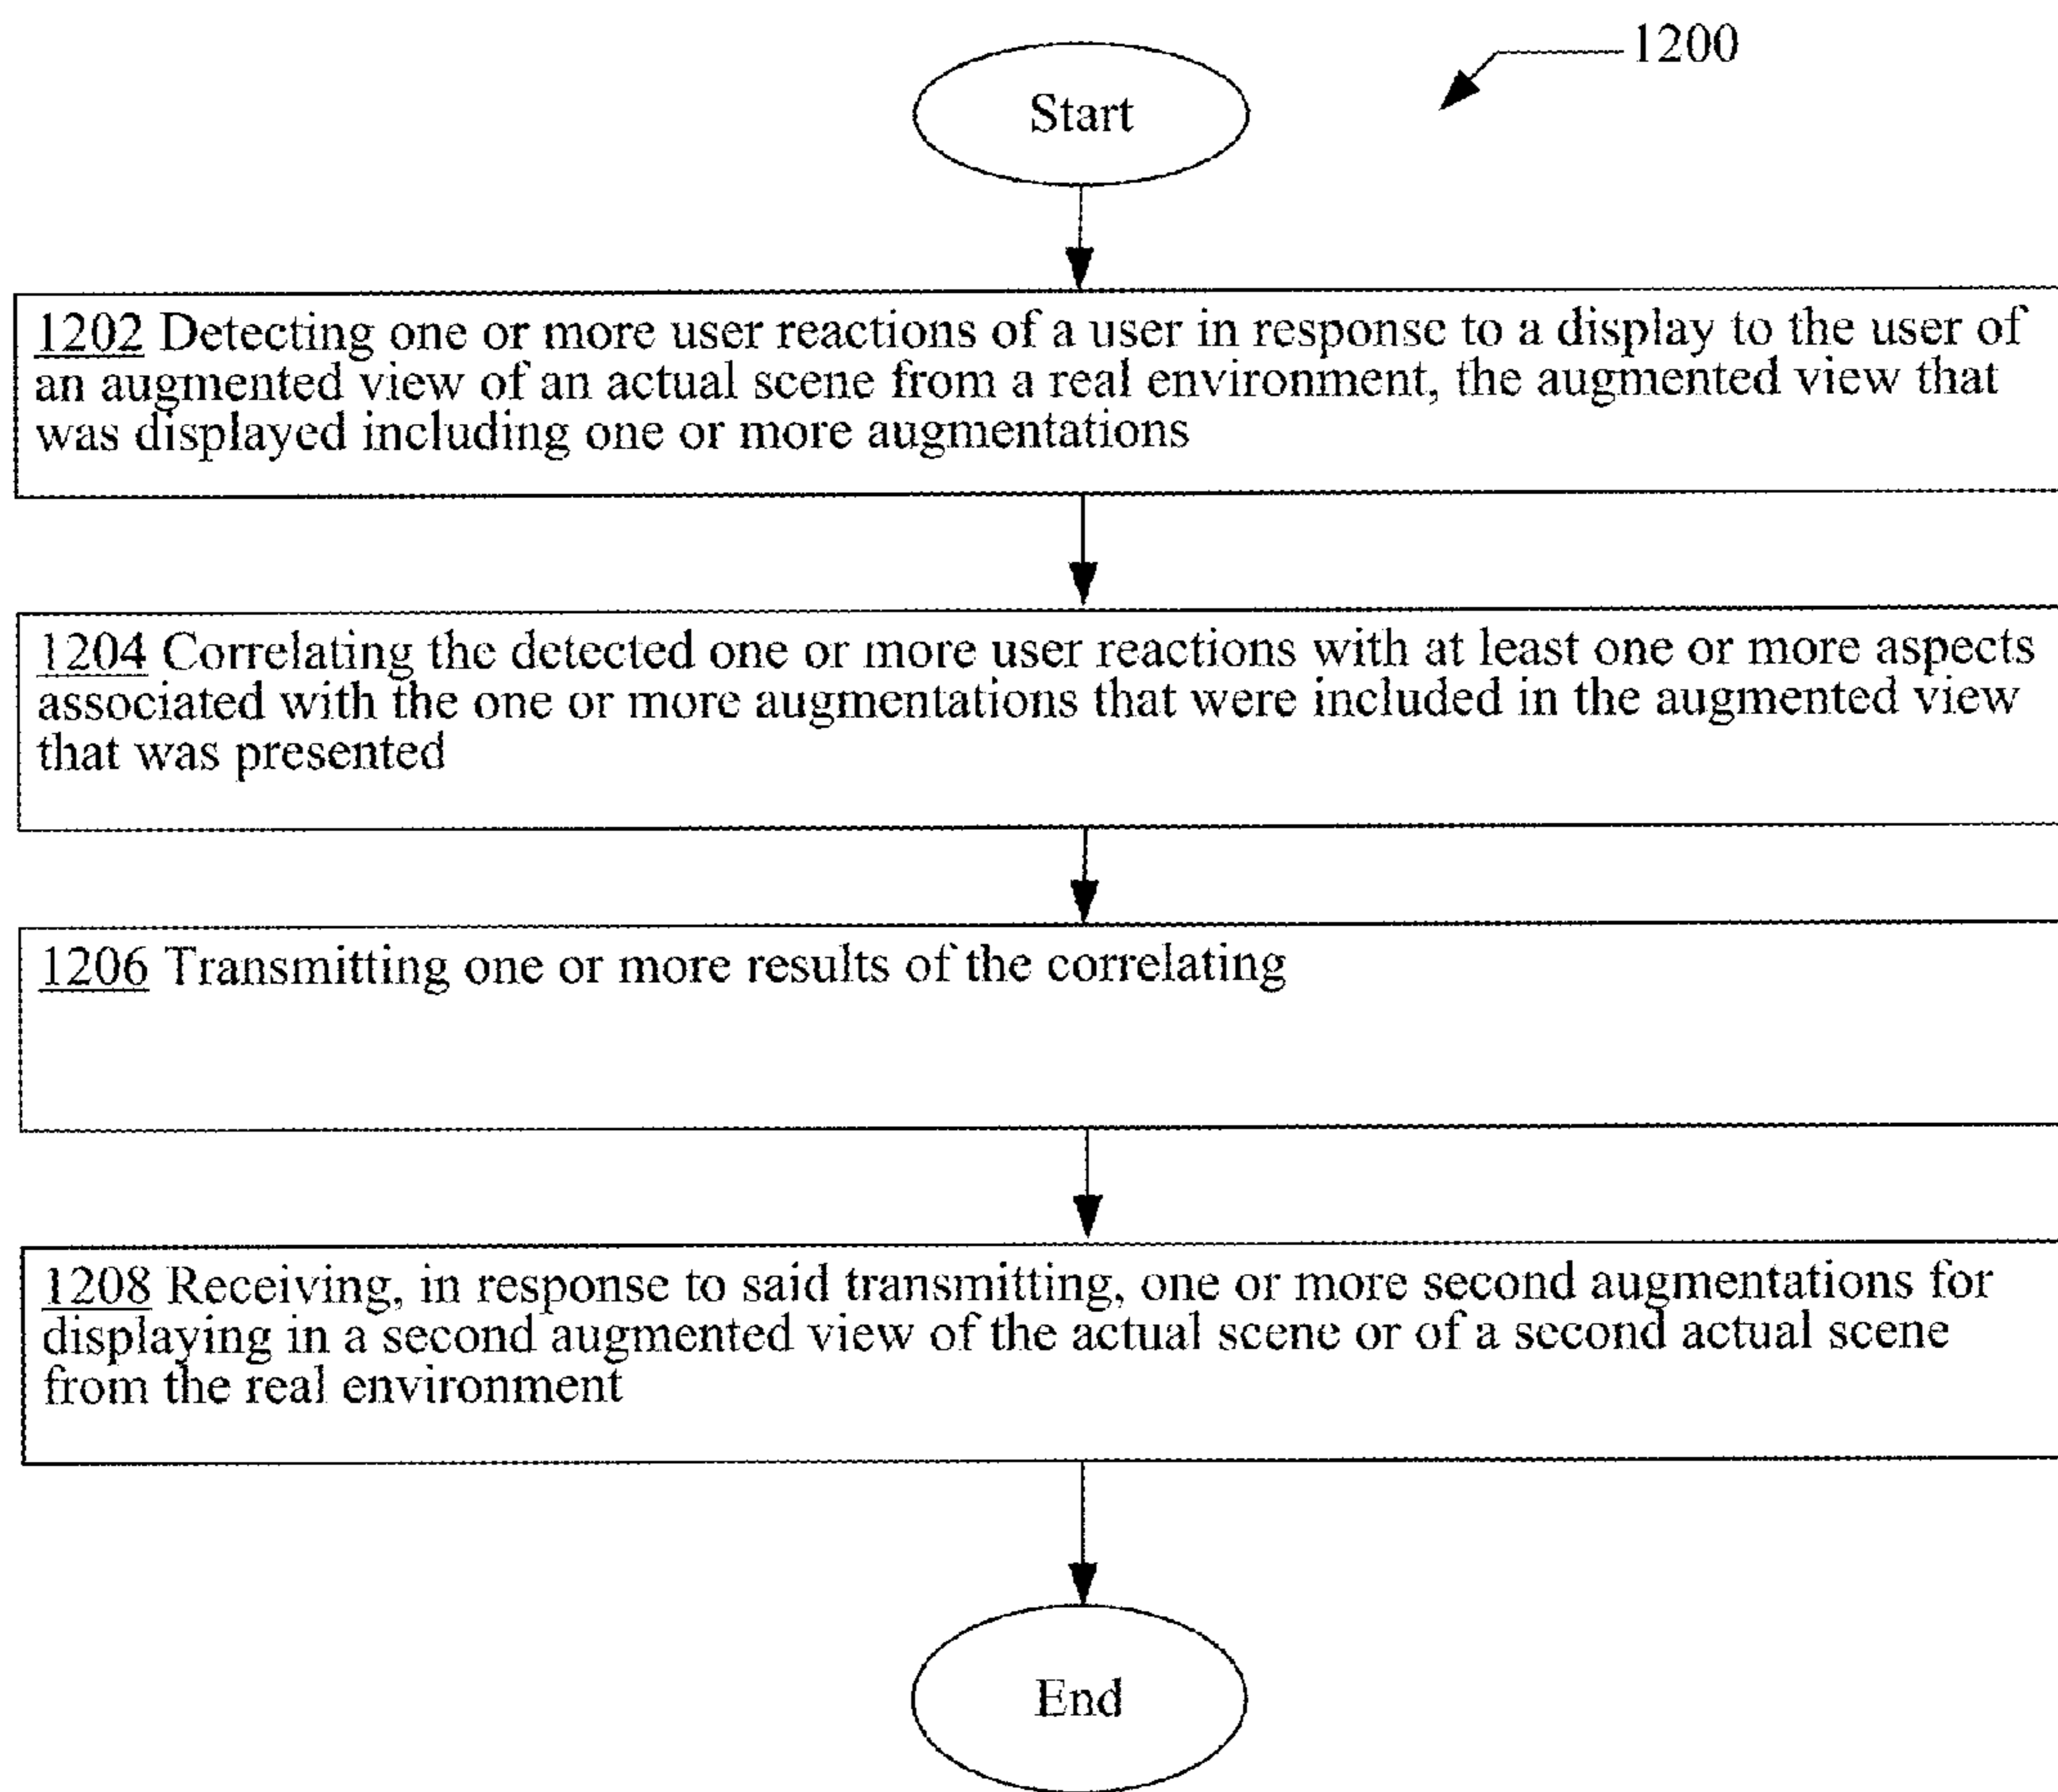 1200
Start
1202 Detecting one or more user reactions of a user in response to a display to the user of
an augmented view of an actual scene from a real environment, the augmented view that
was displayed including one or more augmentations
1204 Correlating the detected one or more user reactions with at least one or more aspects
associated with the one or more augmentations that were included in the augmented view
that was presented
1206 Transmitting one or more results of the correlating
1208 Receiving, in response to said transmitting, one or more second augmentations for
displaying in a second augmented view of the actual scene or of a second actual scene
from the real environment
End